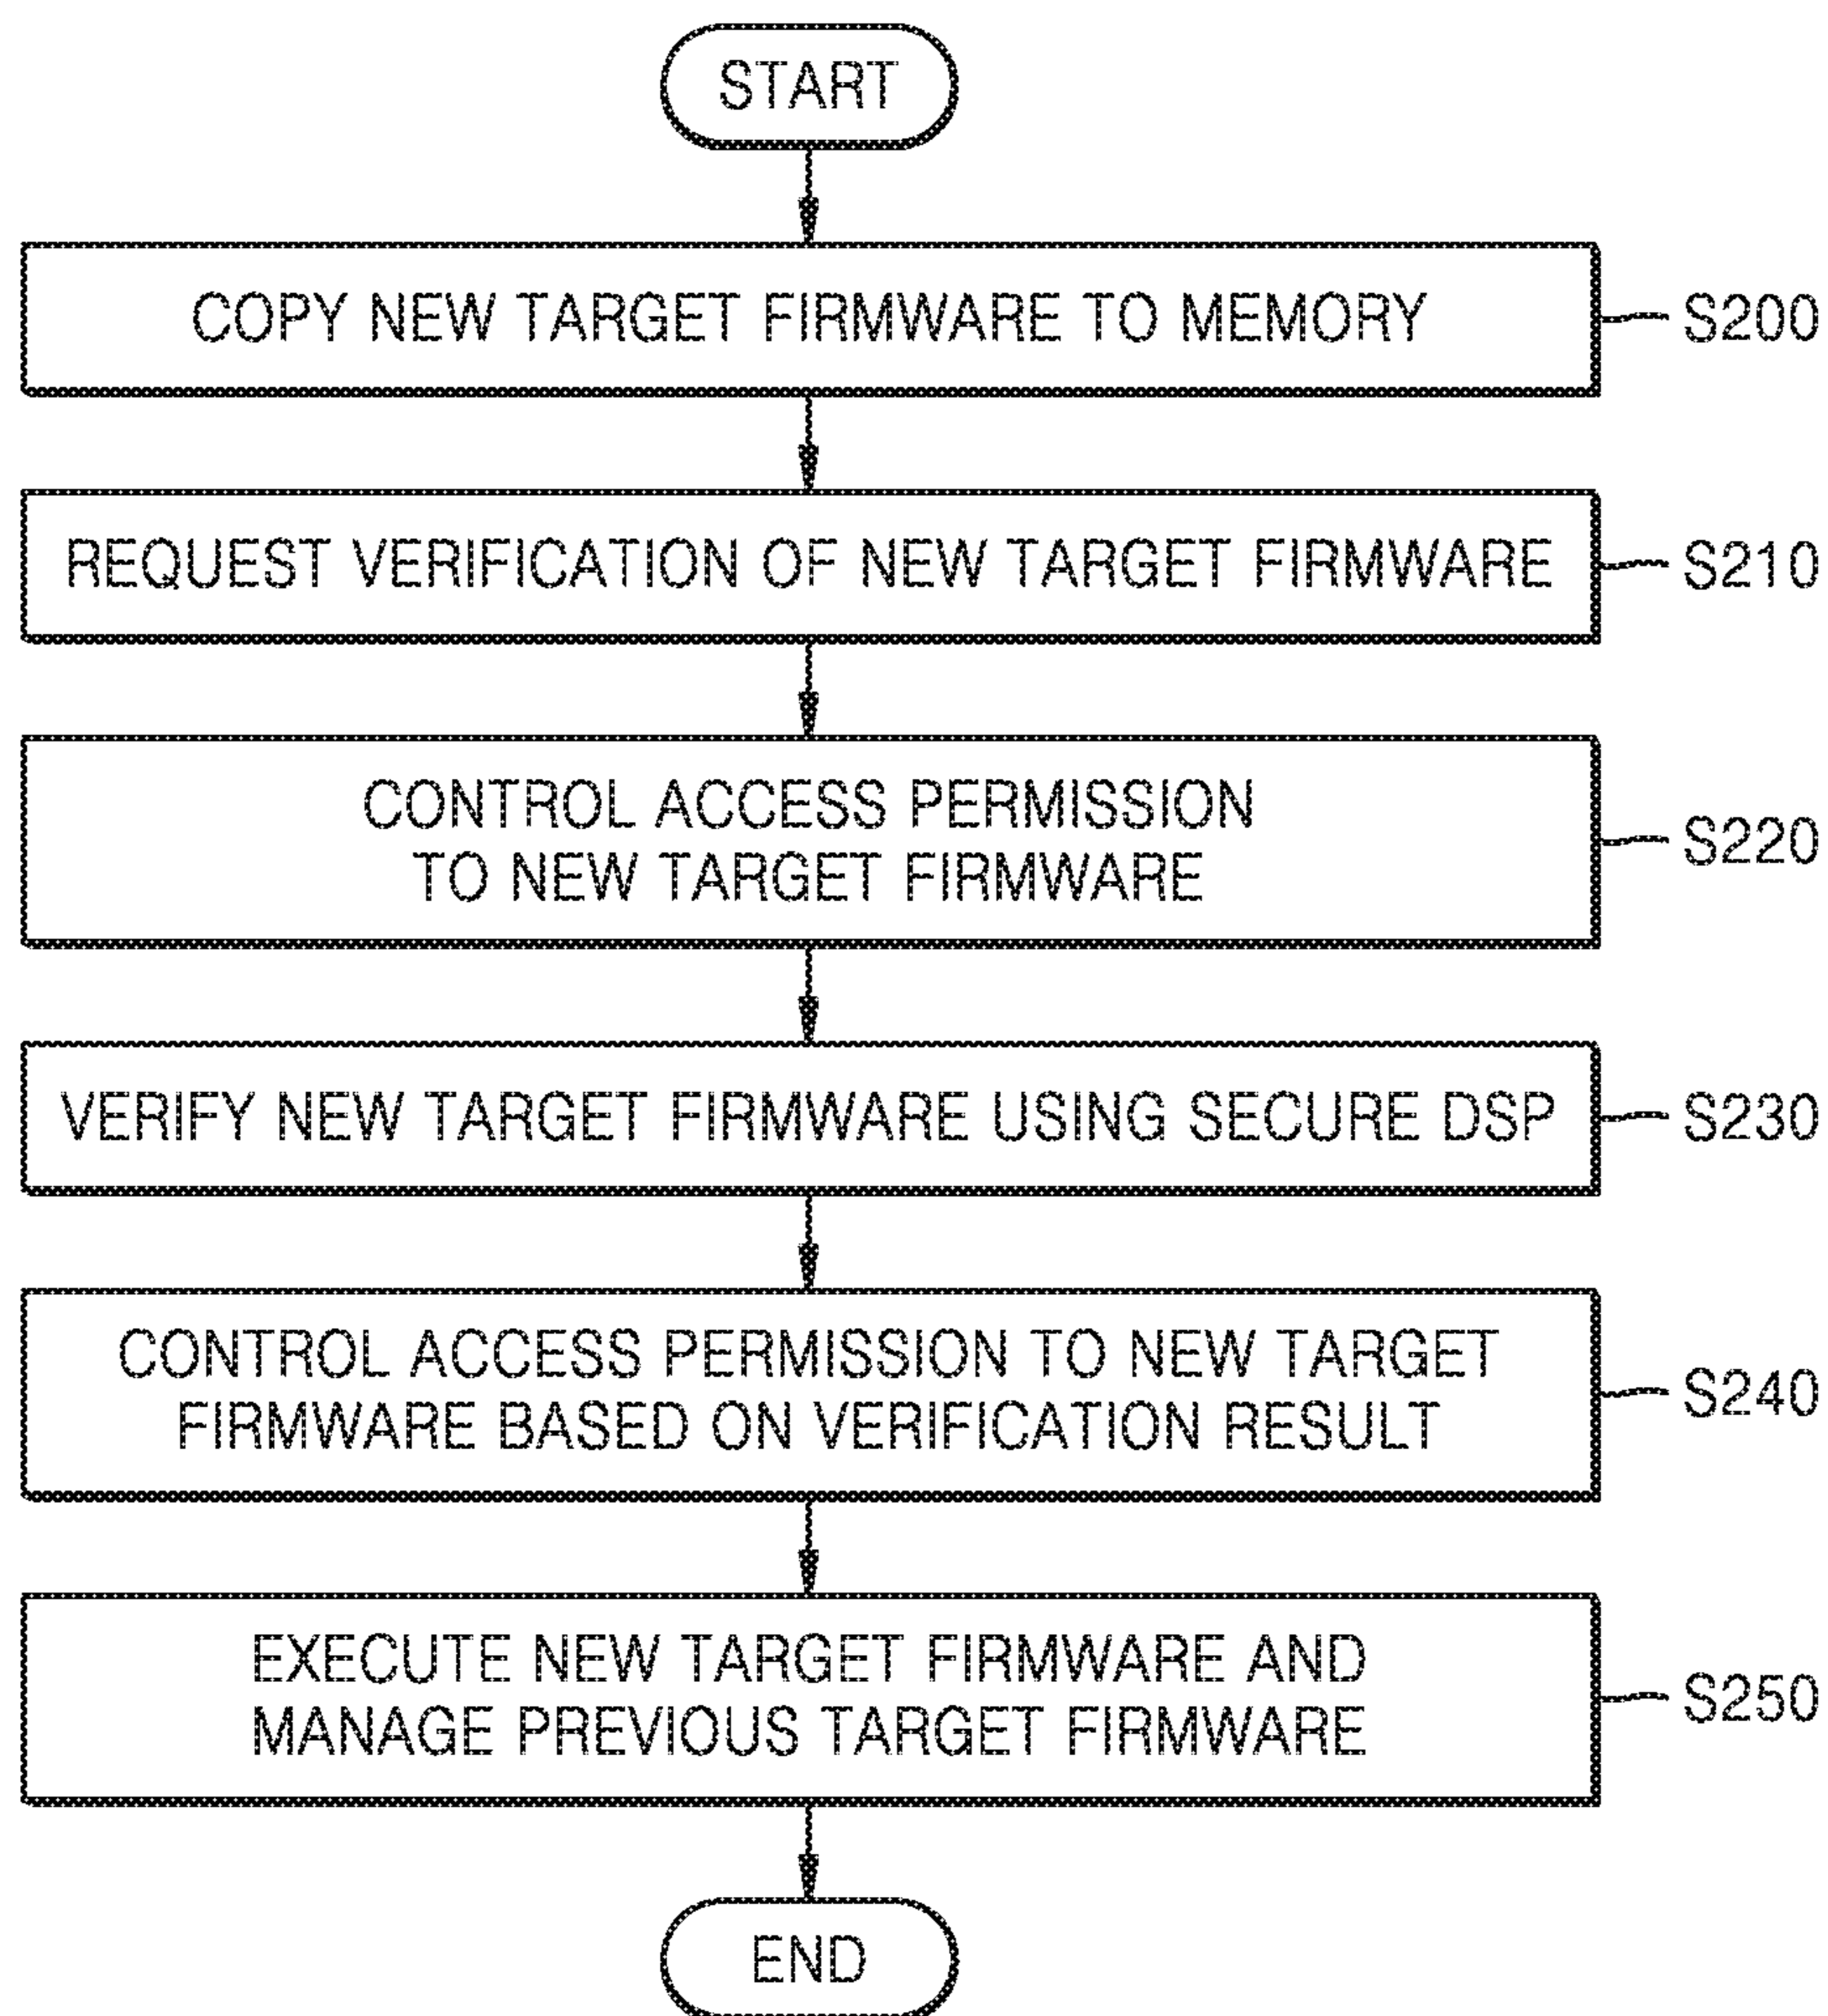 START
COPY NEW TARGET FIRMWARE TO MEMORY
S200
REQUEST VERIFICATION OF NEW TARGET FIRMWARE
S210
CONTROL ACCESS PERMISSION
TO NEW TARGET FIRMWARE
S220
VERIFY NEW TARGET FIRMWARE USING SECURE DSP
S230
CONTROL ACCESS PERMISSION TO NEW TARGET
FIRMWARE BASED ON VERIFICATION RESULT
S240
EXECUTE NEW TARGET FIRMWARE AND
MANAGE PREVIOUS TARGET FIRMWARE
S250
END